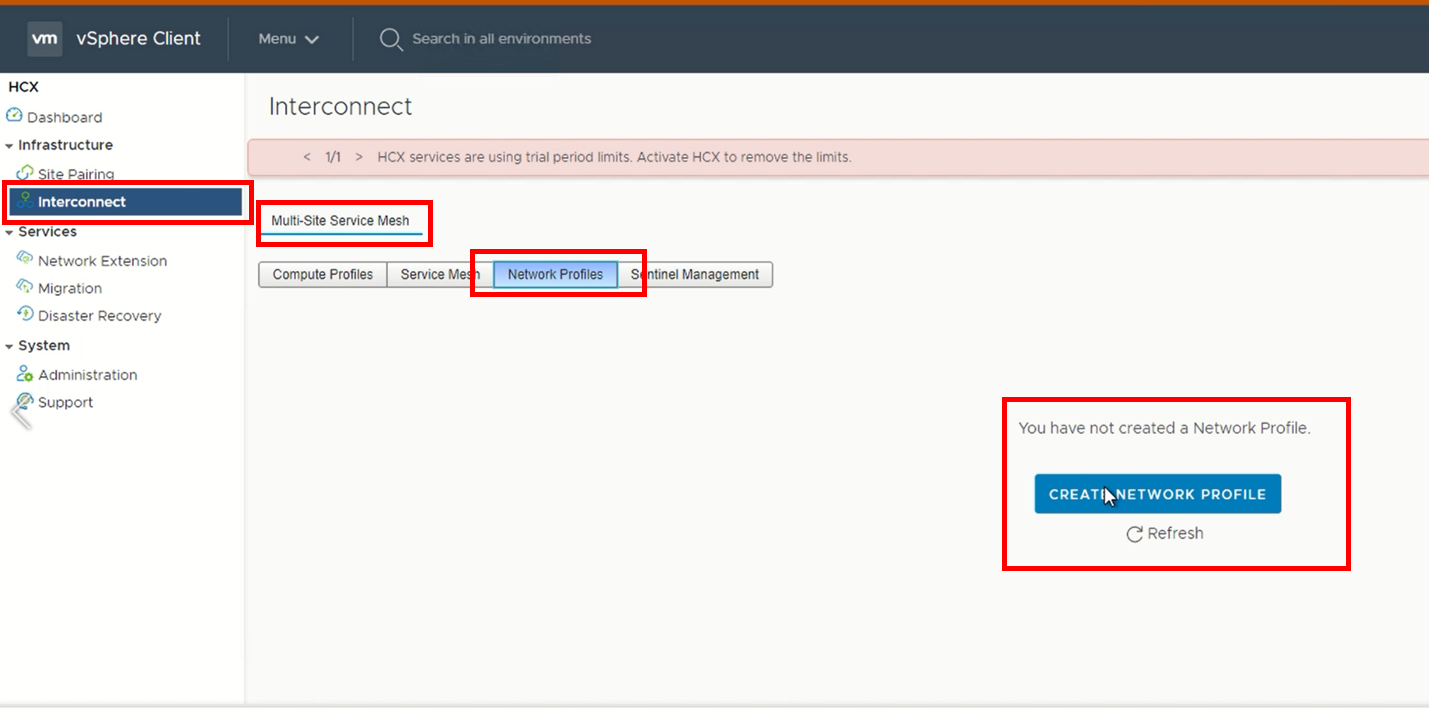 vm vSphere Client Menu Search in all environments
HCX
Dashboard
Infrastructure
Site Pairing
Interconnect
Services
Network Extension
Migration
Disaster Recovery
System
Administration
Support
Interconnect
< 1/1 > HCX services are using trial period limits. Activate HCX to remove the limits.
Multi-Site Service Mesh
Compute Profiles Service Mesh Network Profiles Sentinel Management
You have not created a Network Profile.
CREATE NETWORK PROFILE
Refresh